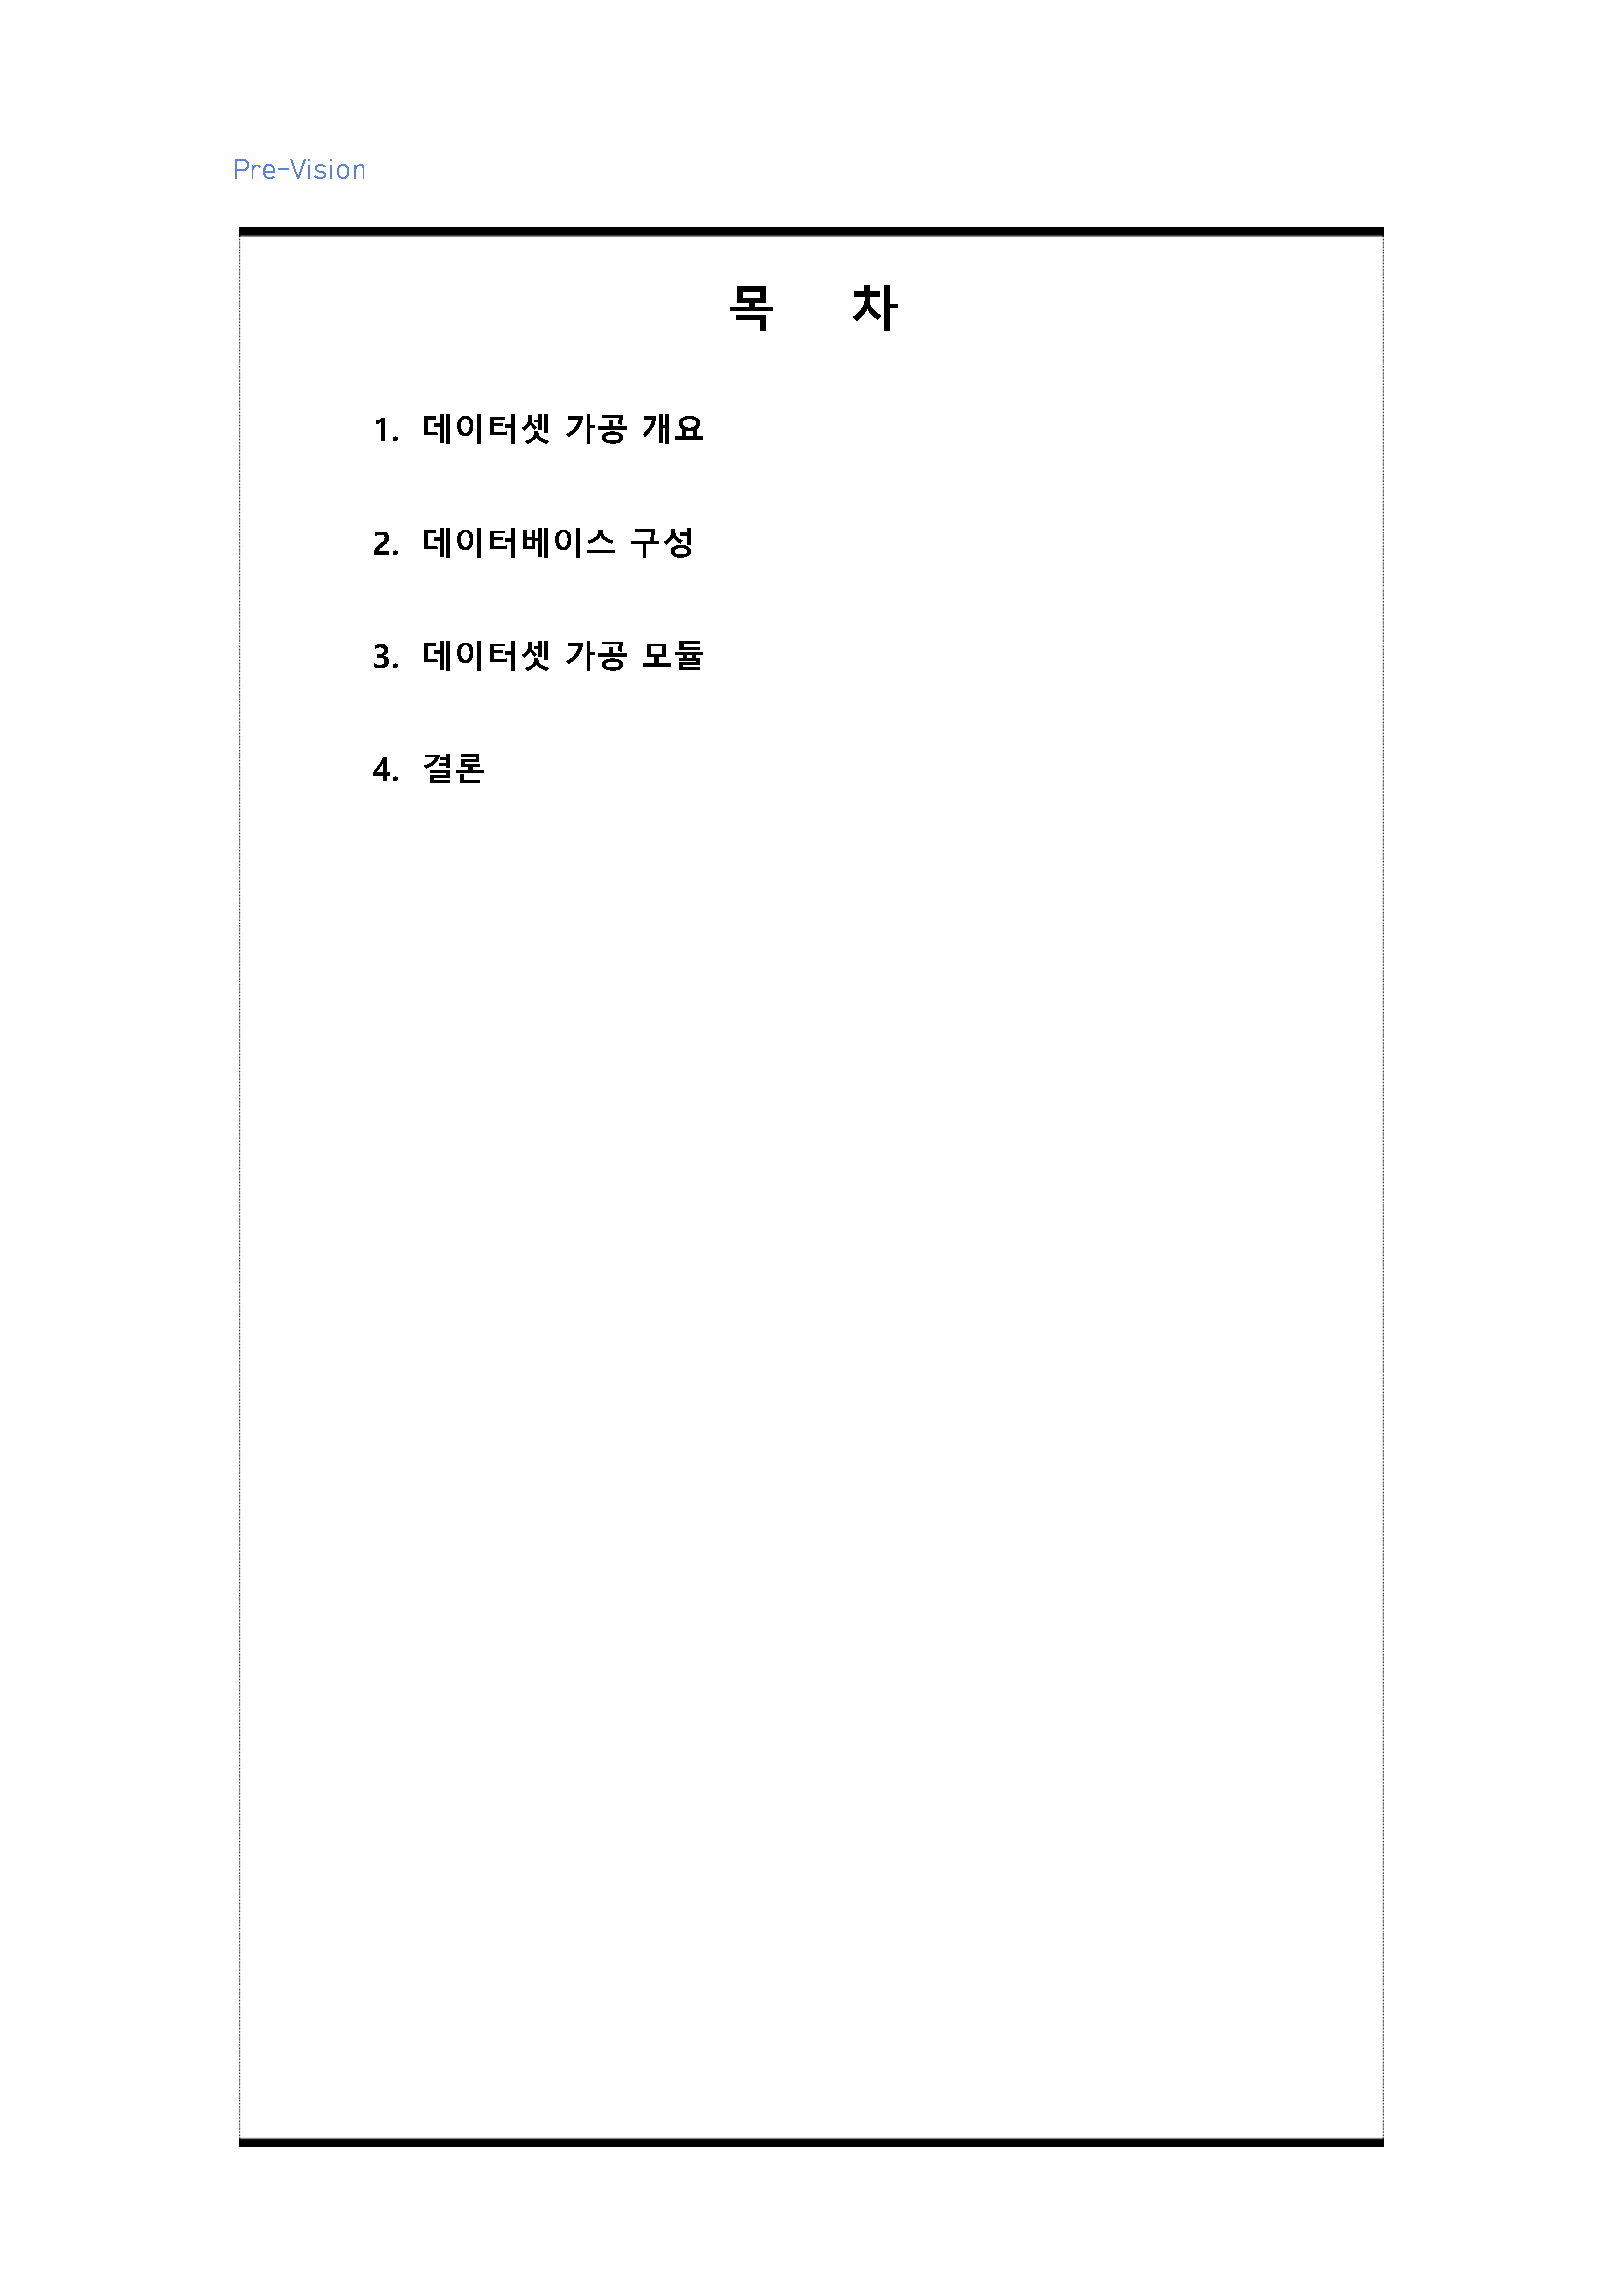 Pre-Vision
목 차
1. 데이터셋 가공 개요
2. 데이터베이스 구성
3. 데이터셋 가공 모듈
4. 결론